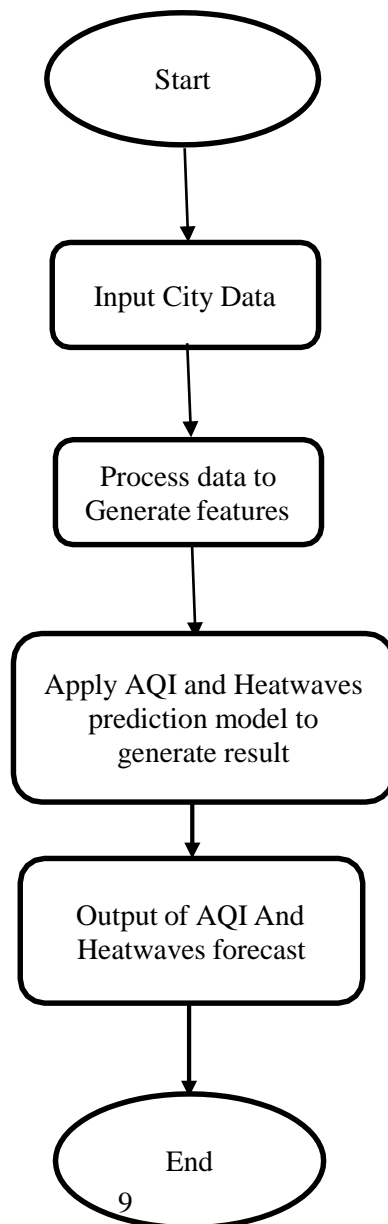 Start
Input City Data
Process data to
Generate features
Apply AQI and Heatwaves
prediction model to
generate result
Output of AQI And
Heatwaves forecast
End
9